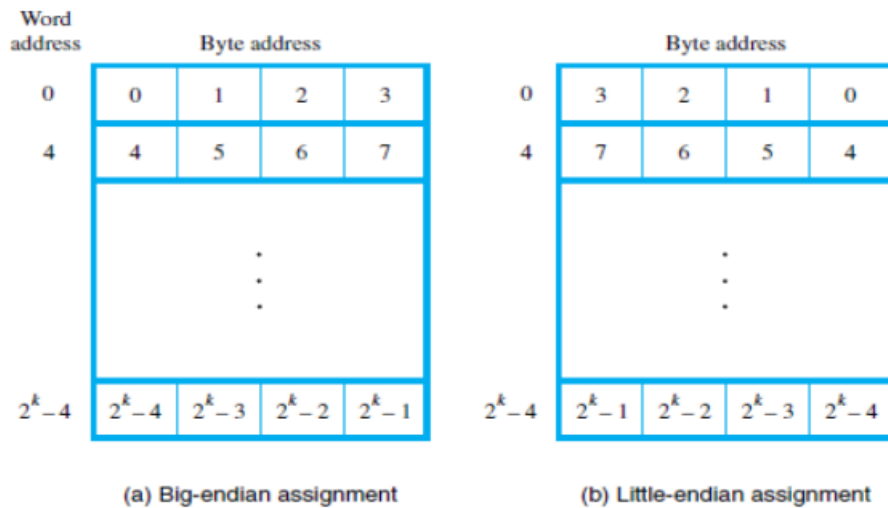 Word
address Byte address Byte address
0 0 1 2 3 0 3 2 1 0
4 4 5 6 7 4 7 6 5 4
2^k – 4 2^k – 4 2^k – 3 2^k – 2 2^k – 1 2^k – 4 2^k – 1 2^k – 2 2^k – 3 2^k – 4
(a) Big-endian assignment (b) Little-endian assignment